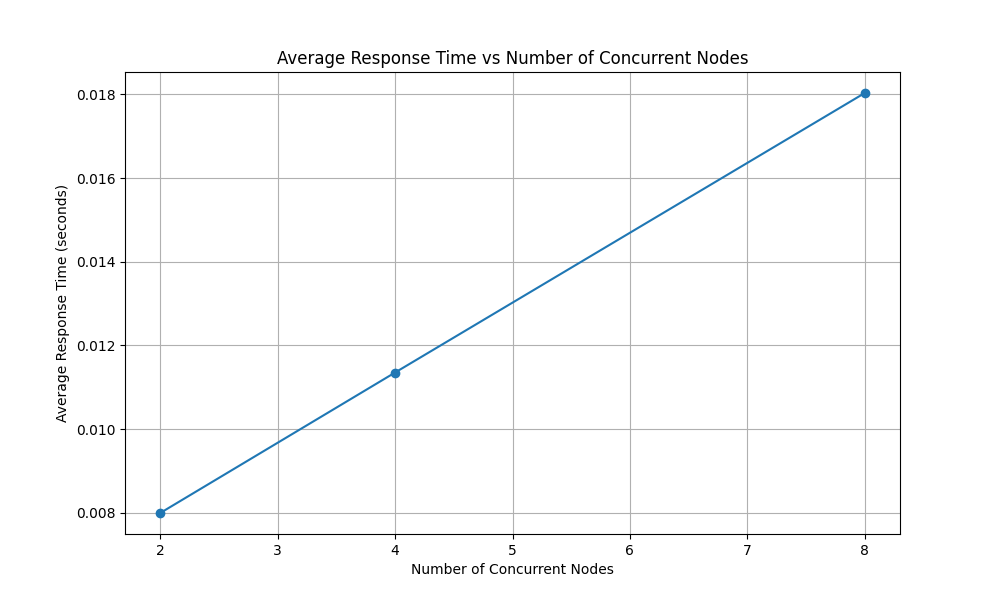 Average Response Time vs Number of Concurrent Nodes
Average Response Time (seconds)
0.018
0.016
0.014
0.012
0.010
0.008
2 3 4 5 6 7 8
Number of Concurrent Nodes